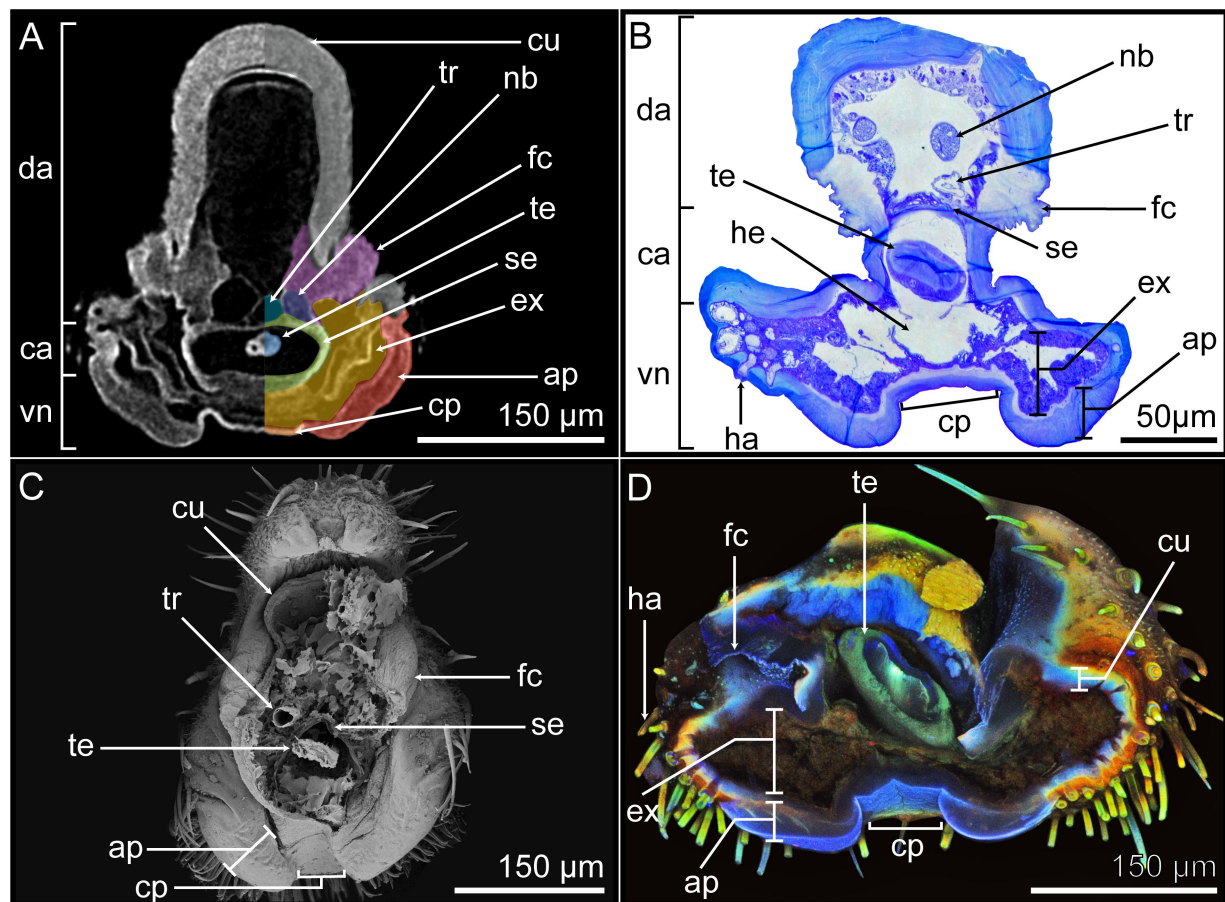 A
da
ca
vn
cu
tr
nb
fc
te
se
ex
ap
cp
150 µm
B
da
ca
vn
nb
tr
te
fc
he
se
ex
ap
ha
cp
50µm
C
cu
tr
fc
se
te
ap
cp
150 µm
D
te
fc
cu
ha
ex
ap
cp
150 µm